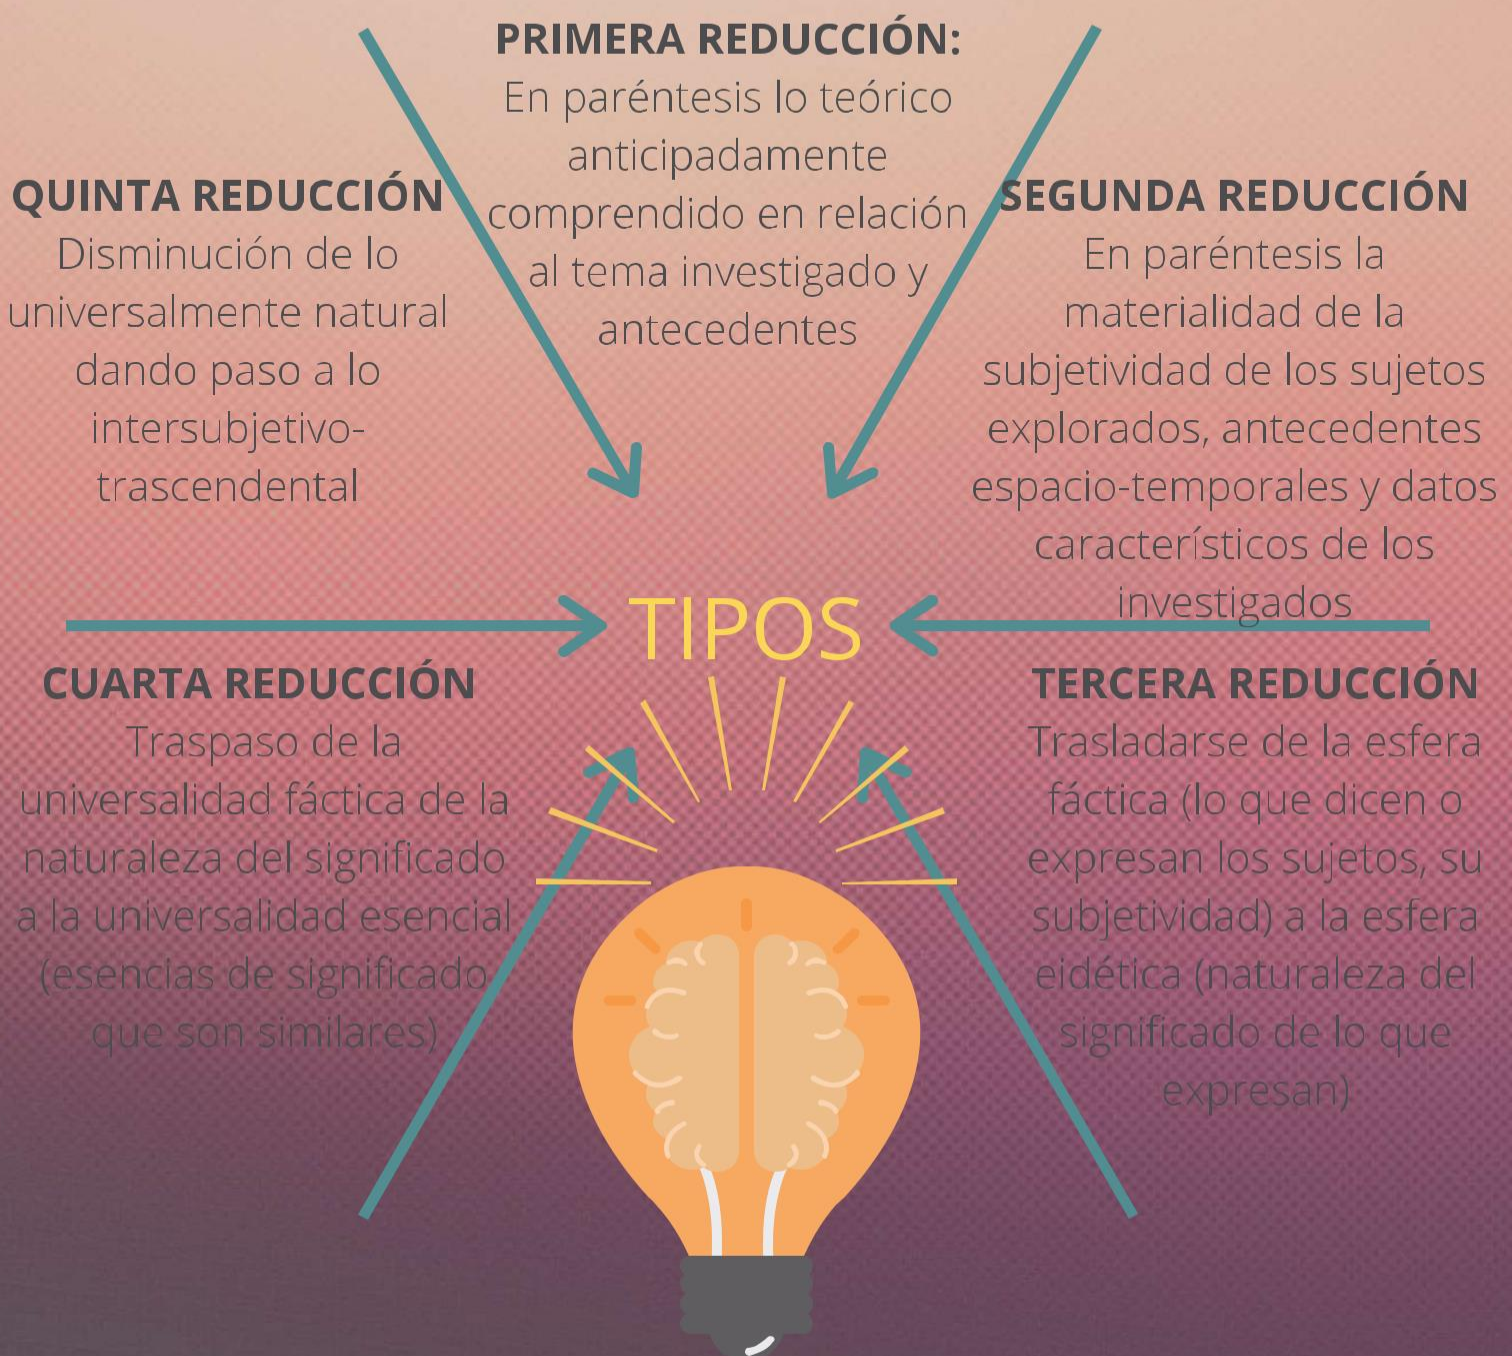 PRIMERA REDUCCIÓN:
En paréntesis lo teórico
anticipadamente
comprendido en relación
al tema investigado y
antecedentes
SEGUNDA REDUCCIÓN
En paréntesis la
materialidad de la
subjetividad de los sujetos
explorados, antecedentes
espacio-temporales y datos
característicos de los
investigados
TERCERA REDUCCIÓN
Trasladarse de la esfera
fáctica (lo que dicen o
expresan los sujetos, su
subjetividad) a la esfera
eidética (naturaleza del
significado de lo que
expresan)
CUARTA REDUCCIÓN
Traspaso de la
universalidad fáctica de la
naturaleza del significado
a la universalidad esencial
(esencias de significado
que son similares)
QUINTA REDUCCIÓN
Disminución de lo
universalmente natural
dando paso a lo
intersubjetivo-
trascendental
TIPOS